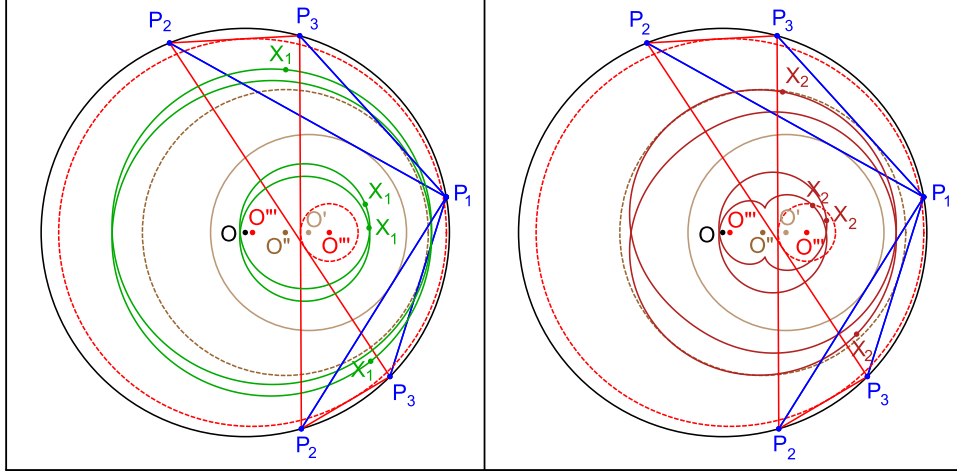 P₂ P₃
X₁
P₁
X₁
O O''' O' X₁
O'' O'''
X₁
P₃
P₂
P₂ P₃
X₂
P₁
X₂
O O''' O' X₂
O'' O'''
X₂
P₃
P₂